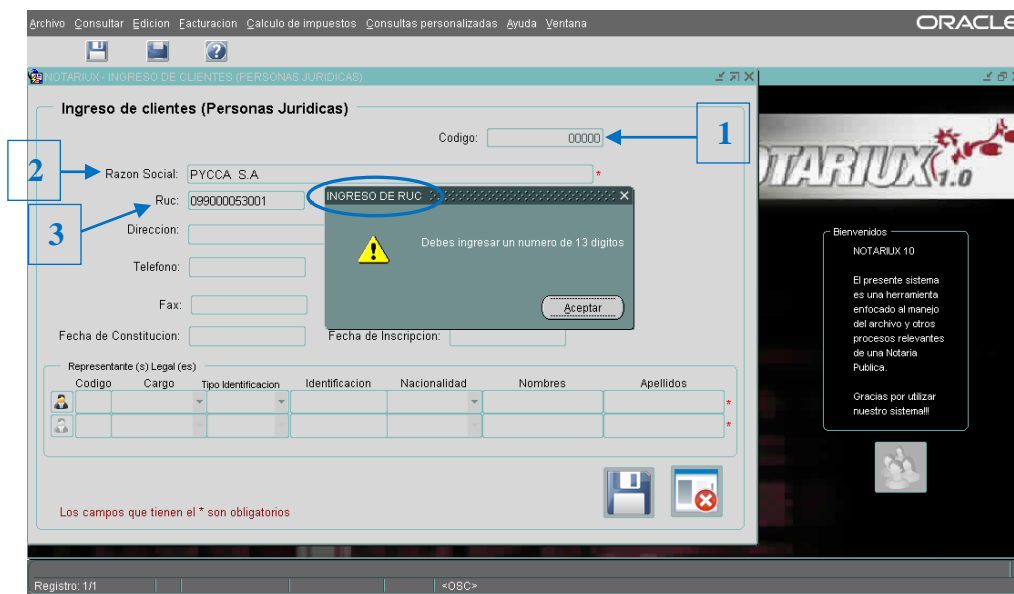 Archivo Consultar Edicion Facturacion Calculo de impuestos Consultas personalizadas Ayuda Ventana
ORACLE
NOTARIUX - INGRESO DE CLIENTES (PERSONAS JURIDICAS)
Ingreso de clientes (Personas Juridicas)
Codigo: 00000
1
2
Razon Social: PYCCA S.A *
Ruc: 099000053001
3
INGRESO DE RUC
Debes ingresar un numero de 13 digitos
Aceptar
Direccion:
Telefono:
Fax:
Fecha de Constitucion:
Fecha de Inscripcion:
Representante (s) Legal (es)
Codigo Cargo Tipo Identificacion Identificacion Nacionalidad Nombres Apellidos
*
*
Los campos que tienen el * son obligatorios
OTARIUX 1.0
Bienvenidos
NOTARIUX 10
El presente sistema
es una herramienta
enfocado al manejo
del archivo y otros
procesos relevantes
de una Notaria
Publica.
Gracias por utilizar
nuestro sistema!!!
Registro: 1/1
<OSC>